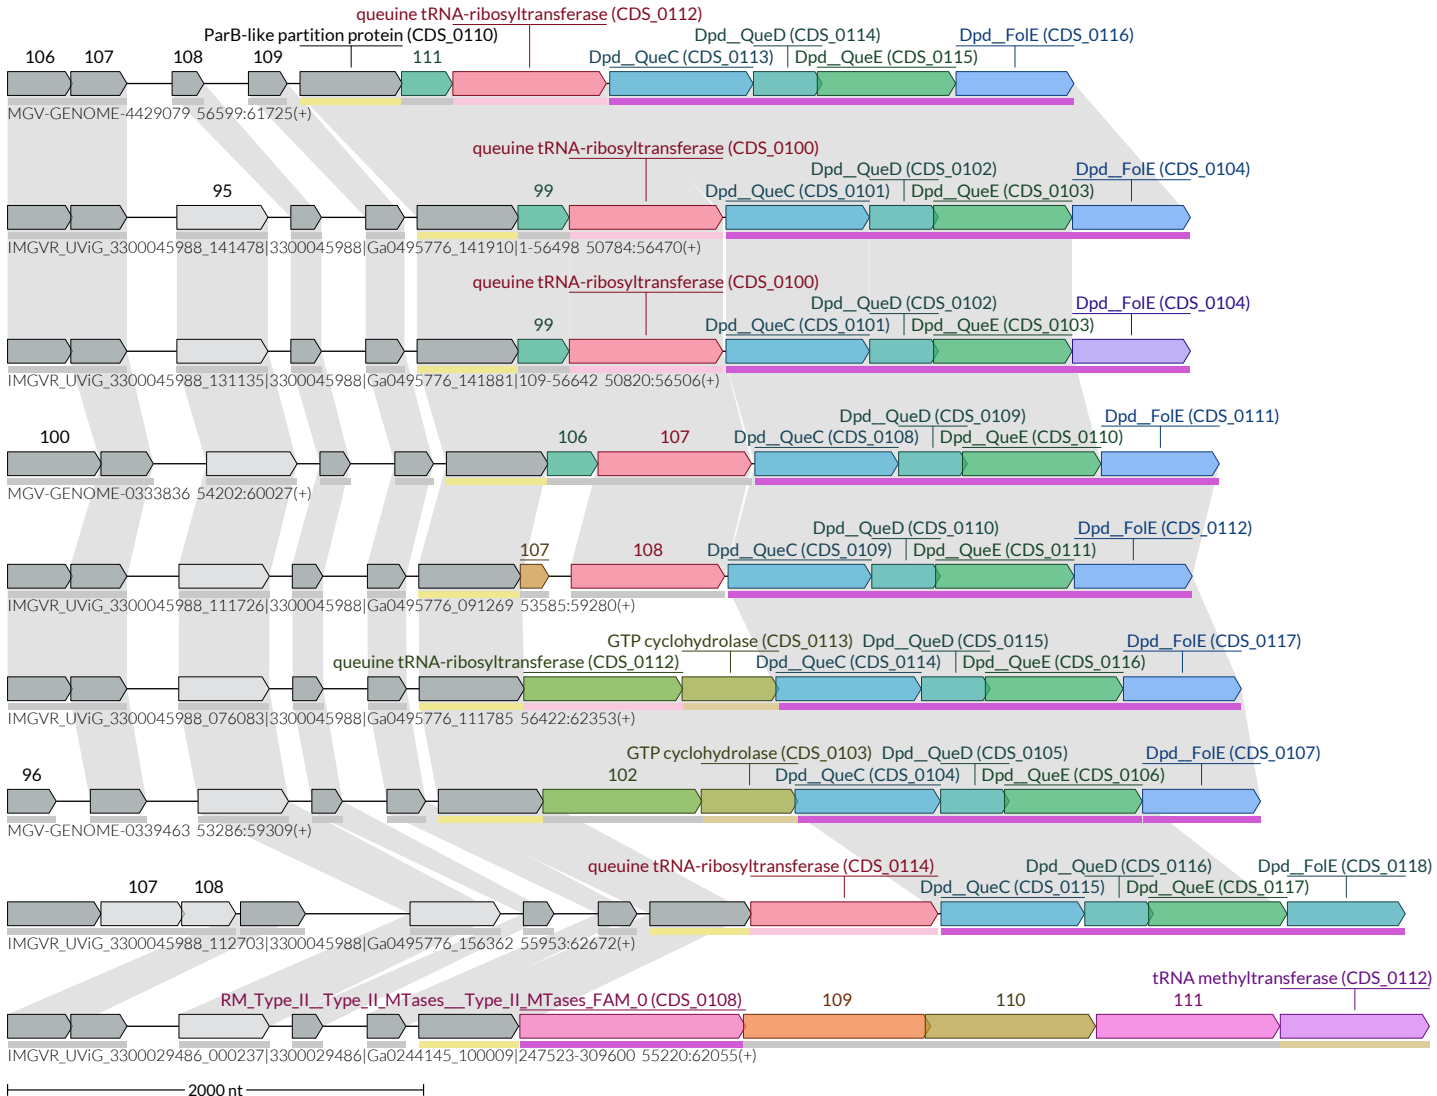 queuine tRNA-ribosyltransferase (CDS_0112)
ParB-like partition protein (CDS_0110) Dpd__QueD (CDS_0114) Dpd__FolE (CDS_0116)
106 107 108 109 111 Dpd__QueC (CDS_0113) Dpd__QueE (CDS_0115)
MGV-GENOME-4429079 56599:61725(+)
queuine tRNA-ribosyltransferase (CDS_0100)
Dpd__QueD (CDS_0102) Dpd__FolE (CDS_0104)
95 99 Dpd__QueC (CDS_0101) Dpd__QueE (CDS_0103)
IMGVR_UViG_3300045988_141478|3300045988|Ga0495776_141910|1-56498 50784:56470(+)
queuine tRNA-ribosyltransferase (CDS_0100)
Dpd__QueD (CDS_0102) Dpd__FolE (CDS_0104)
99 Dpd__QueC (CDS_0101) Dpd__QueE (CDS_0103)
IMGVR_UViG_3300045988_131135|3300045988|Ga0495776_141881|109-56642 50820:56506(+)
Dpd__QueD (CDS_0109) Dpd__FolE (CDS_0111)
100 106 107 Dpd__QueC (CDS_0108) Dpd__QueE (CDS_0110)
MGV-GENOME-0333836 54202:60027(+)
Dpd__QueD (CDS_0110) Dpd__FolE (CDS_0112)
107 108 Dpd__QueC (CDS_0109) Dpd__QueE (CDS_0111)
IMGVR_UViG_3300045988_111726|3300045988|Ga0495776_091269 53585:59280(+)
GTP cyclohydrolase (CDS_0113) Dpd__QueD (CDS_0115) Dpd__FolE (CDS_0117)
queuine tRNA-ribosyltransferase (CDS_0112) Dpd__QueC (CDS_0114) Dpd__QueE (CDS_0116)
IMGVR_UViG_3300045988_076083|3300045988|Ga0495776_111785 56422:62353(+)
GTP cyclohydrolase (CDS_0103) Dpd__QueD (CDS_0105) Dpd__FolE (CDS_0107)
96 102 Dpd__QueC (CDS_0104) Dpd__QueE (CDS_0106)
MGV-GENOME-0339463 53286:59309(+)
queuine tRNA-ribosyltransferase (CDS_0114) Dpd__QueD (CDS_0116) Dpd__FolE (CDS_0118)
107 108 Dpd__QueC (CDS_0115) Dpd__QueE (CDS_0117)
IMGVR_UViG_3300045988_112703|3300045988|Ga0495776_156362 55953:62672(+)
tRNA methyltransferase (CDS_0112)
RM_Type_II__Type_II_MTases___Type_II_MTases_FAM_0 (CDS_0108) 109 110 111
IMGVR_UViG_3300029486_000237|3300029486|Ga0244145_100009|247523-309600 55220:62055(+)
2000 nt